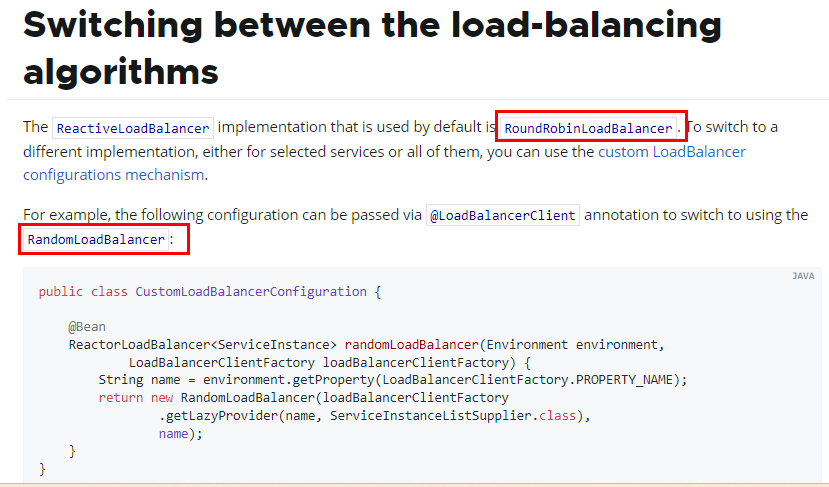 Switching between the load-balancing
algorithms
The ReactiveLoadBalancer implementation that is used by default is RoundRobinLoadBalancer. To switch to a
different implementation, either for selected services or all of them, you can use the custom LoadBalancer
configurations mechanism.
For example, the following configuration can be passed via @LoadBalancerClient annotation to switch to using the
RandomLoadBalancer:
JAVA
public class CustomLoadBalancerConfiguration {
@Bean
ReactorLoadBalancer<ServiceInstance> randomLoadBalancer(Environment environment,
LoadBalancerClientFactory loadBalancerClientFactory) {
String name = environment.getProperty(LoadBalancerClientFactory.PROPERTY_NAME);
return new RandomLoadBalancer(loadBalancerClientFactory
.getLazyProvider(name, ServiceInstanceListSupplier.class),
name);
}
}